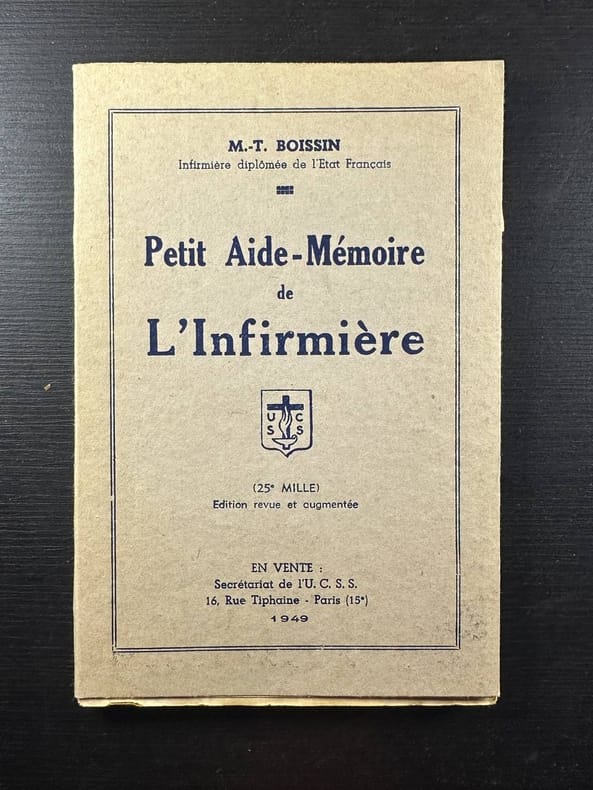 M.-T. BOISSIN
Infirmière diplômée de l'Etat Français
Petit Aide-Mémoire
de
L'Infirmière
U C
S S
(25e MILLE)
Edition revue et augmentée
EN VENTE :
Secrétariat de l'U. C. S. S.
16, Rue Tiphaine - Paris (15e)
1949